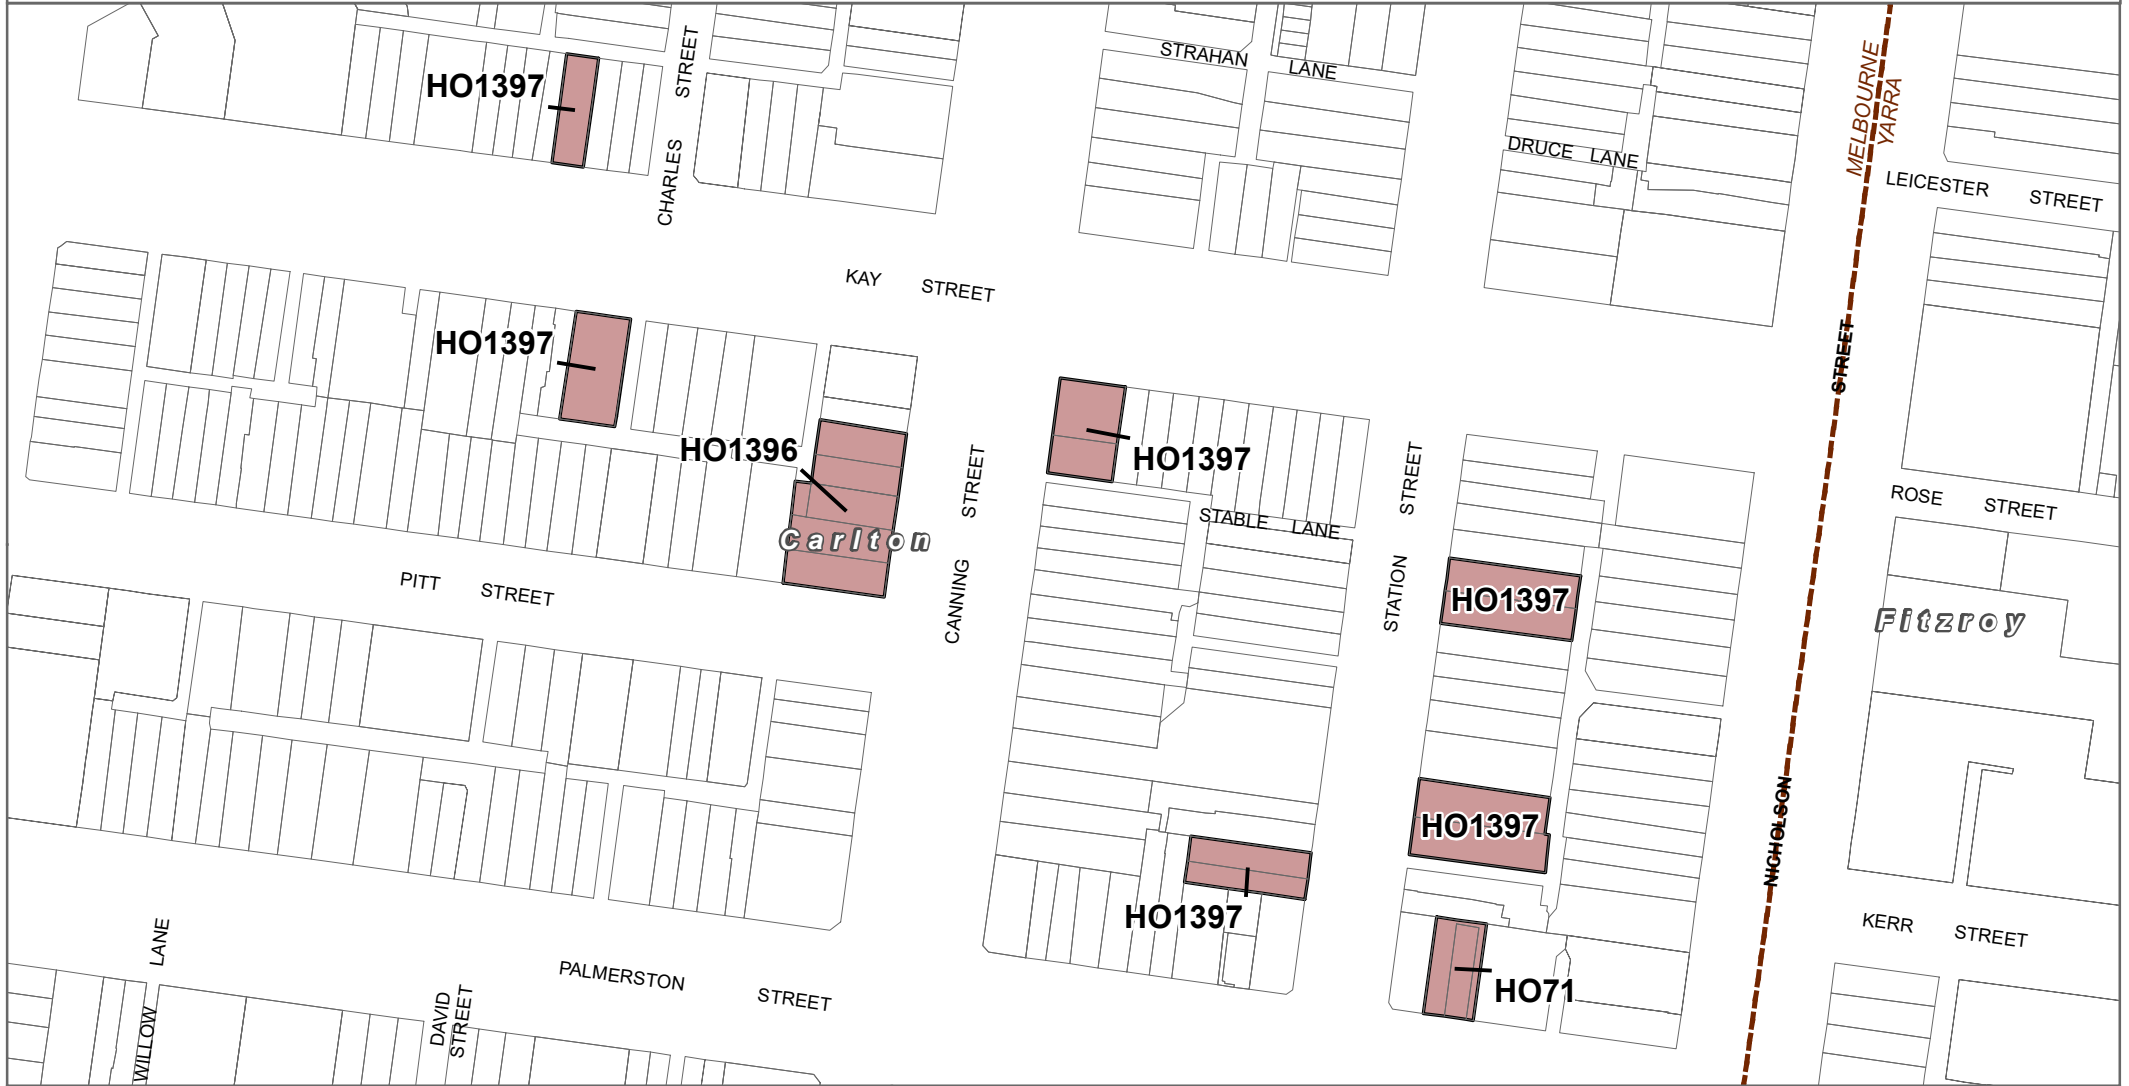 STRAHAN LANE
HO1397
CHARLES STREET
MELBOURNE
YARRA
DRUCE LANE
LEICESTER STREET
KAY STREET
HO1397
HO1396
HO1397
STREET
CANNING STREET
STATION STREET
ROSE STREET
STABLE LANE
Carlton
PITT STREET
HO1397
Fitzroy
HO1397
NICHOLSON
HO1397
KERR STREET
HO71
PALMERSTON STREET
WILLOW LANE
DAVID STREET